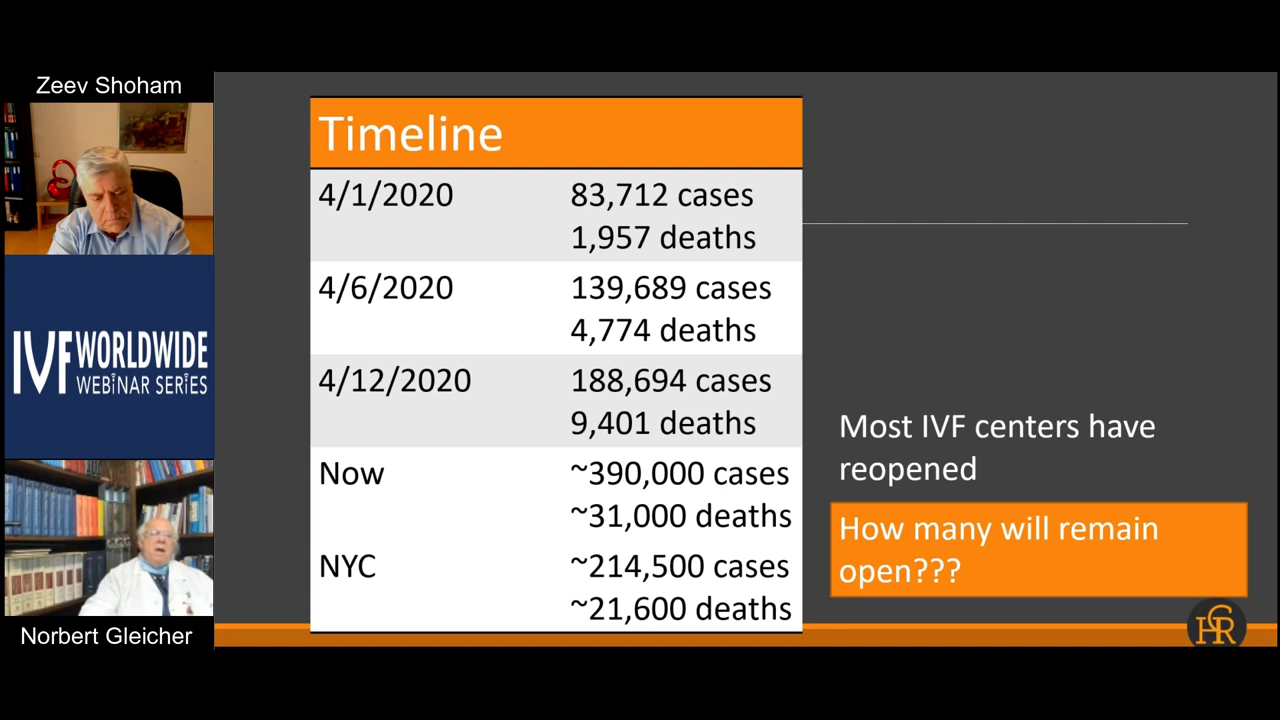 Zeev Shoham
IVF WORLDWIDE
WEBINAR SERIES
Norbert Gleicher
Timeline
4/1/2020 83,712 cases
1,957 deaths
4/6/2020 139,689 cases
4,774 deaths
4/12/2020 188,694 cases
9,401 deaths
Now ~390,000 cases
~31,000 deaths
NYC ~214,500 cases
~21,600 deaths
Most IVF centers have
reopened
How many will remain
open???
CHR